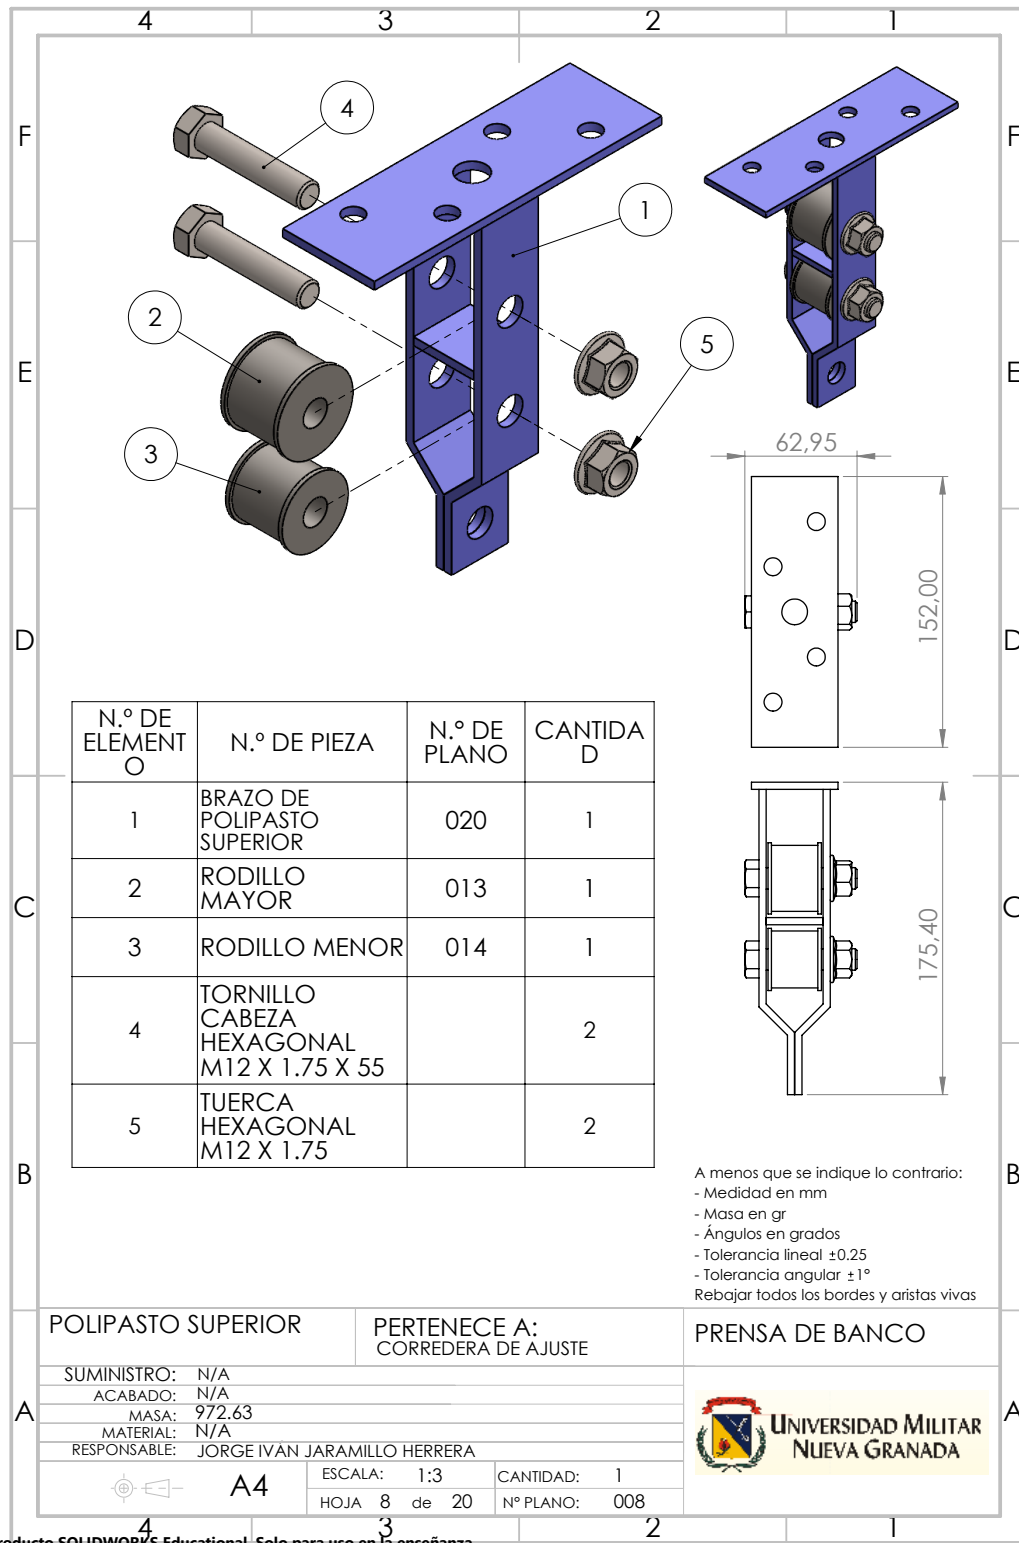 4 3 2 1
F F
4
1
2
5
3
E E
62,95
152,00
D D
N.º DE ELEMENT O N.º DE PIEZA N.º DE PLANO CANTIDA D
1 BRAZO DE POLIPASTO SUPERIOR 020 1
2 RODILLO MAYOR 013 1
3 RODILLO MENOR 014 1
4 TORNILLO CABEZA HEXAGONAL M12 X 1.75 X 55 2
5 TUERCA HEXAGONAL M12 X 1.75 2
C C
175,40
B B
A menos que se indique lo contrario:
- Medidad en mm
- Masa en gr
- Ángulos en grados
- Tolerancia lineal ±0.25
- Tolerancia angular ±1°
Rebajar todos los bordes y aristas vivas
POLIPASTO SUPERIOR
PERTENECE A:
CORREDERA DE AJUSTE
PRENSA DE BANCO
SUMINISTRO: N/A
ACABADO: N/A
MASA: 972.63
MATERIAL: N/A
RESPONSABLE: JORGE IVÁN JARAMILLO HERRERA
A A
A4
ESCALA: 1:3
CANTIDAD: 1
HOJA 8 de 20
Nº PLANO: 008
UNIVERSIDAD MILITAR
NUEVA GRANADA
4 3 2 1
roducto SOLIDWORKS Educational. Solo para uso en la enseñanza